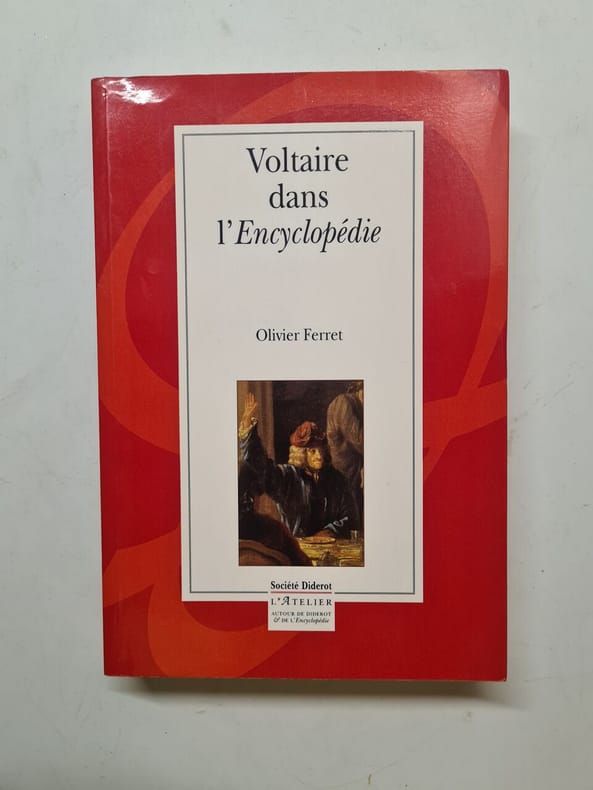 Voltaire
dans
l'Encyclopédie
Olivier Ferret
Société Diderot
L'ATELIER
AUTOUR DE DIDEROT
& DE L'Encyclopédie